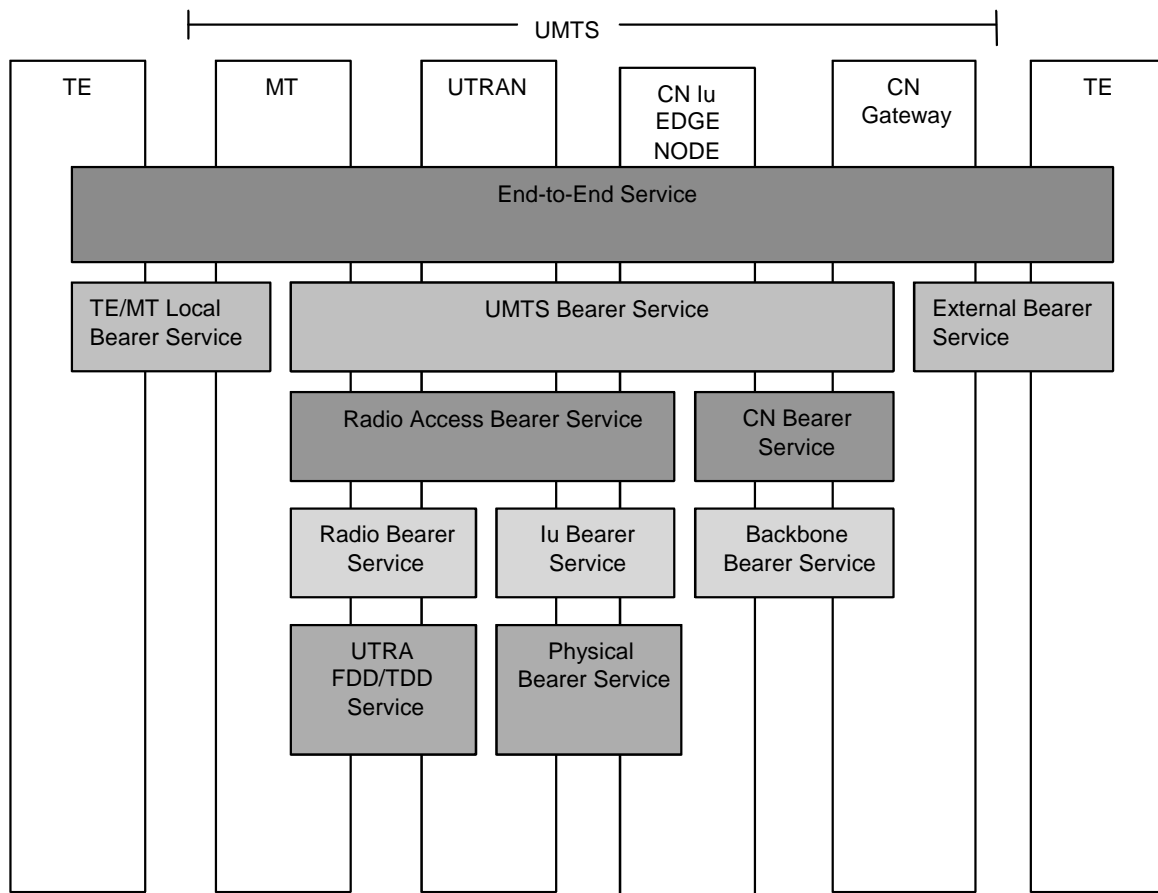 UMTS
TE
MT
UTRAN
CN Iu
EDGE
NODE
CN
Gateway
TE
End-to-End Service
TE/MT Local
Bearer Service
UMTS Bearer Service
External Bearer
Service
Radio Access Bearer Service
CN Bearer
Service
Radio Bearer
Service
Iu Bearer
Service
Backbone
Bearer Service
UTRA
FDD/TDD
Service
Physical
Bearer Service